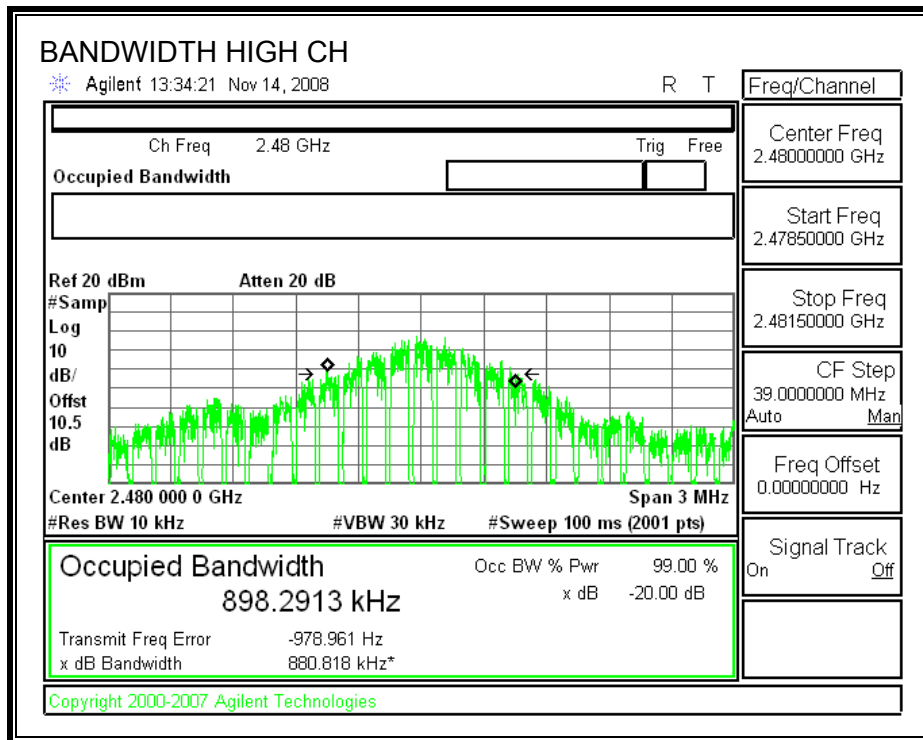 BANDWIDTH HIGH CH
Agilent 13:34:21 Nov 14, 2008 R T
Freq/Channel
Ch Freq 2.48 GHz Trig Free
Occupied Bandwidth
Center Freq
2.48000000 GHz
Start Freq
2.47850000 GHz
Stop Freq
2.48150000 GHz
CF Step
39.0000000 MHz
Auto Man
Freq Offset
0.00000000 Hz
Signal Track
On Off
Ref 20 dBm Atten 20 dB
#Samp
Log
10
dB/
Offst
10.5
dB
Center 2.480 000 0 GHz Span 3 MHz
#Res BW 10 kHz #VBW 30 kHz #Sweep 100 ms (2001 pts)
Occupied Bandwidth Occ BW % Pwr 99.00 %
898.2913 kHz x dB -20.00 dB
Transmit Freq Error -978.961 Hz
x dB Bandwidth 880.818 kHz*
Copyright 2000-2007 Agilent Technologies